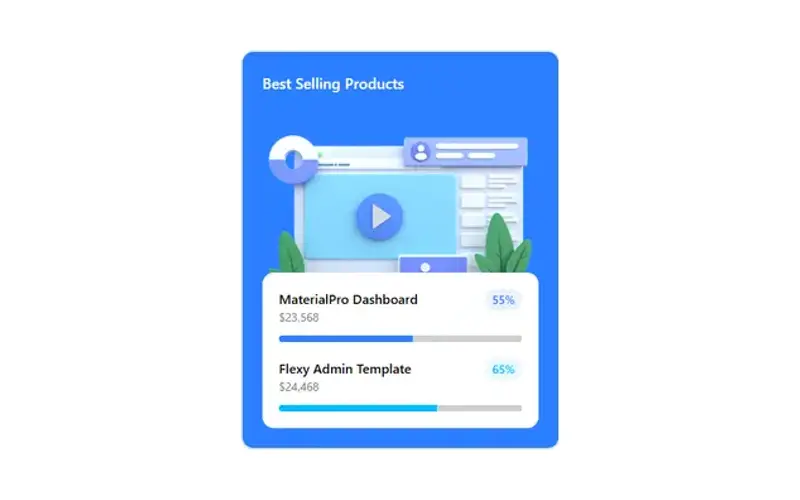 Best Selling Products
MaterialPro Dashboard
55%
$23,568
Flexy Admin Template
65%
$24,468